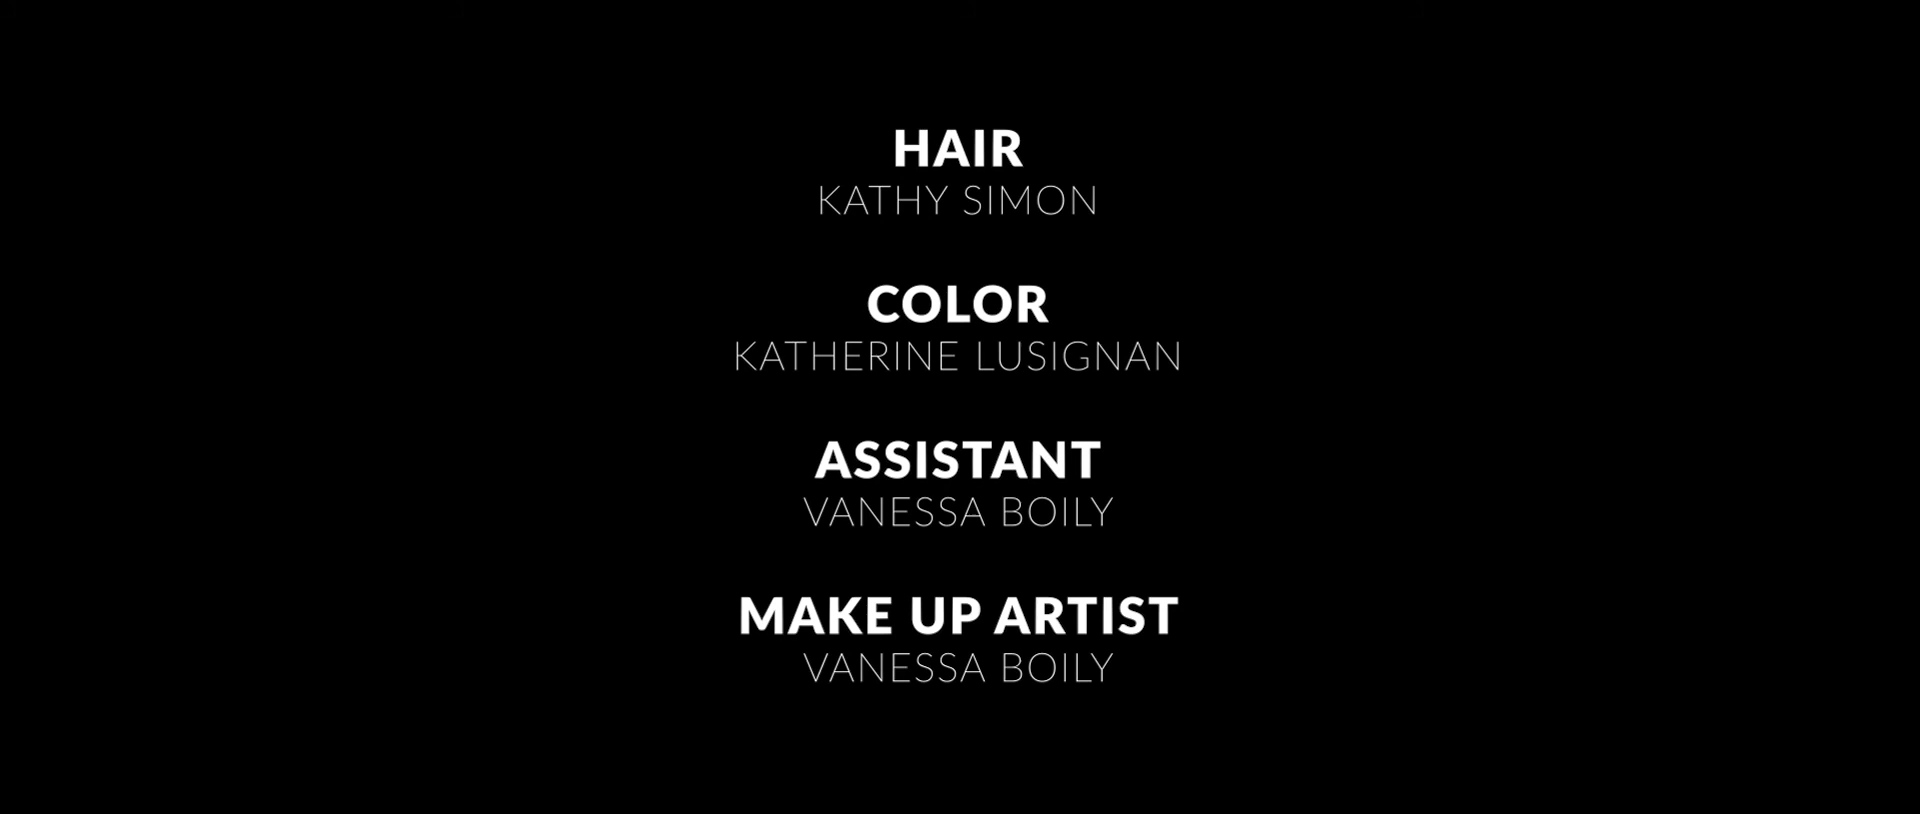 HAIR
KATHY SIMON
COLOR
KATHERINE LUSIGNAN
ASSISTANT
VANESSA BOILY
MAKE UP ARTIST
VANESSA BOILY